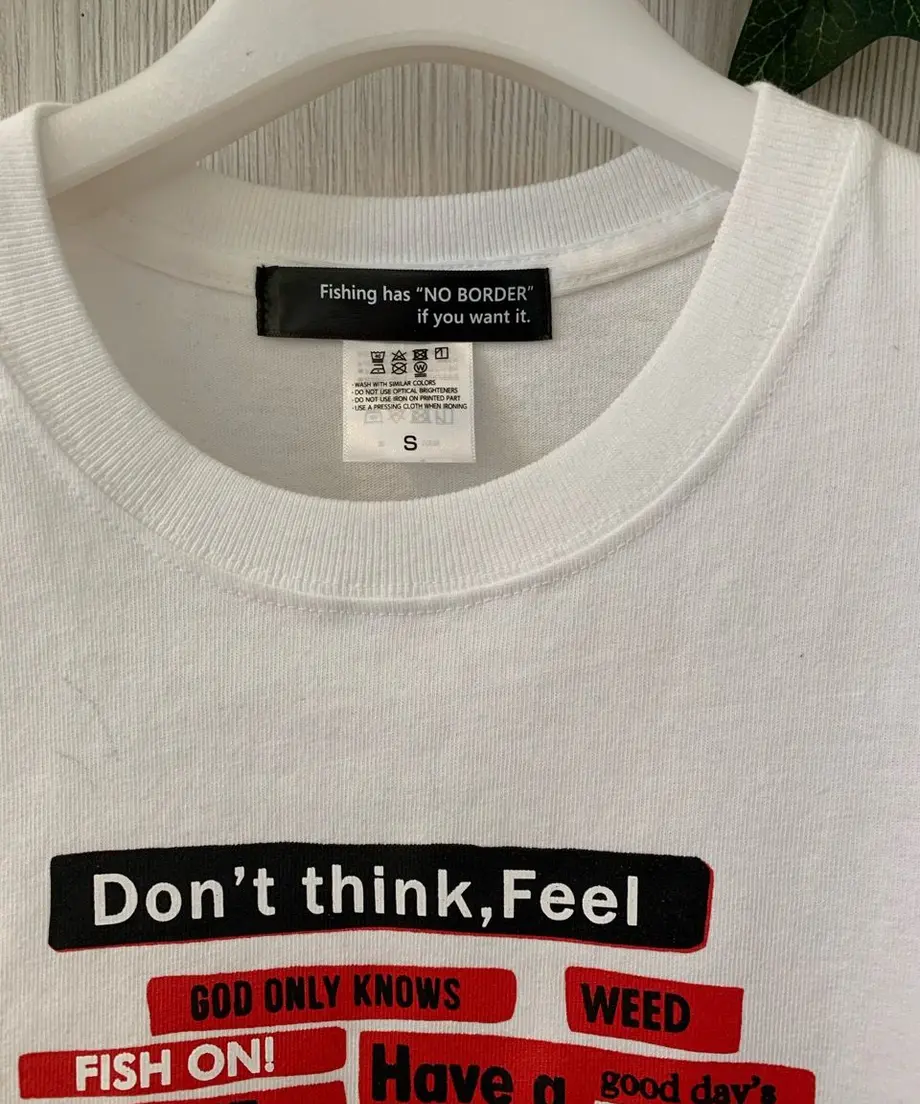 Fishing has “NO BORDER”
if you want it.
・WASH WITH SIMILAR COLORS
・DO NOT USE OPTICAL BRIGHTENERS
・DO NOT USE IRON ON PRINTED PART
・USE A PRESSING CLOTH WHEN IRONING
S
Don't think,Feel
GOD ONLY KNOWS
WEED
FISH ON!
Have a good day's